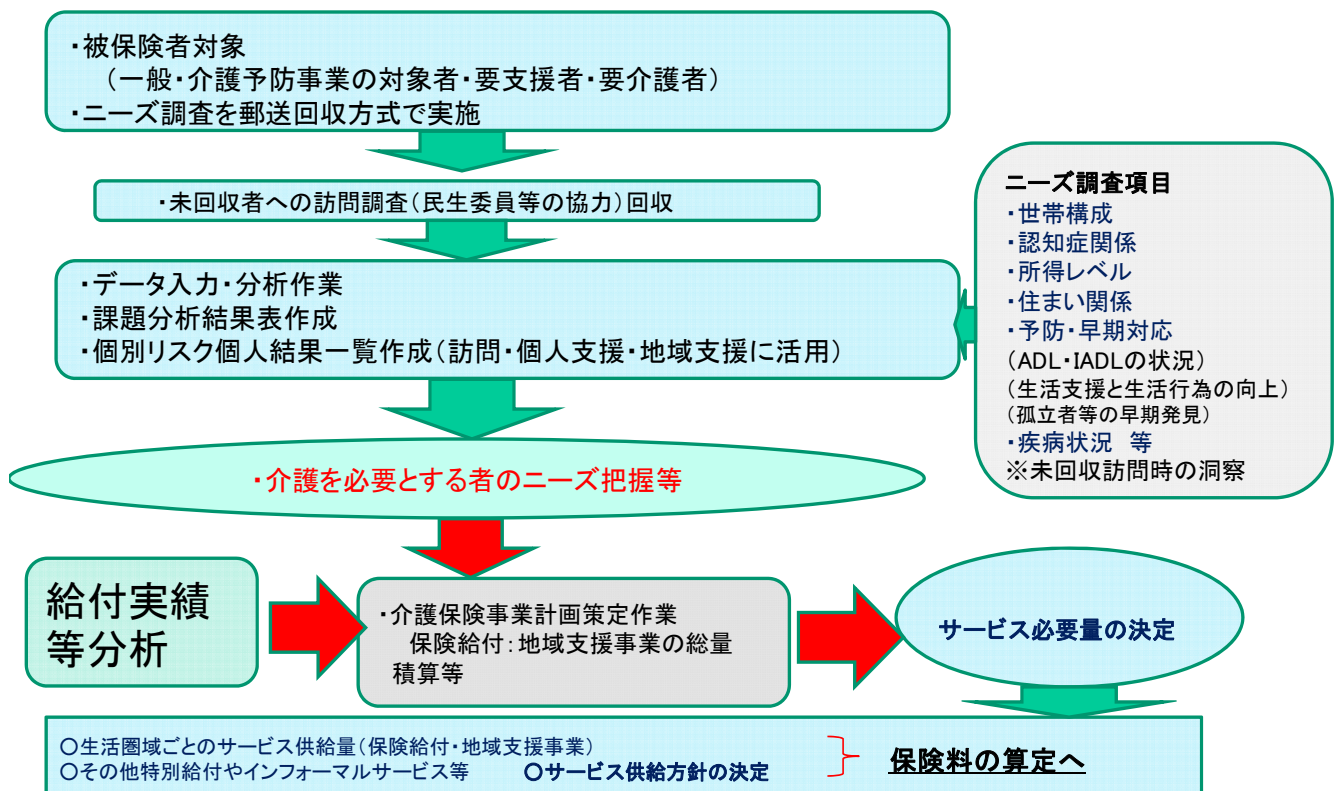 ・被保険者対象
（一般・介護予防事業の対象者・要支援者・要介護者）
・ニーズ調査を郵送回収方式で実施
・未回収者への訪問調査（民生委員等の協力）回収
・データ入力・分析作業
・課題分析結果表作成
・個別リスク個人結果一覧作成（訪問・個人支援・地域支援に活用）
ニーズ調査項目
・世帯構成
・認知症関係
・所得レベル
・住まい関係
・予防・早期対応
（ADL・IADLの状況）
（生活支援と生活行為の向上）
（孤立者等の早期発見）
・疾病状況 等
※未回収訪問時の洞察
・介護を必要とする者のニーズ把握等
給付実績
等分析
・介護保険事業計画策定作業
保険給付：地域支援事業の総量
積算等
サービス必要量の決定
○生活圏域ごとのサービス供給量（保険給付・地域支援事業）
○その他特別給付やインフォーマルサービス等 ○サービス供給方針の決定
保険料の算定へ